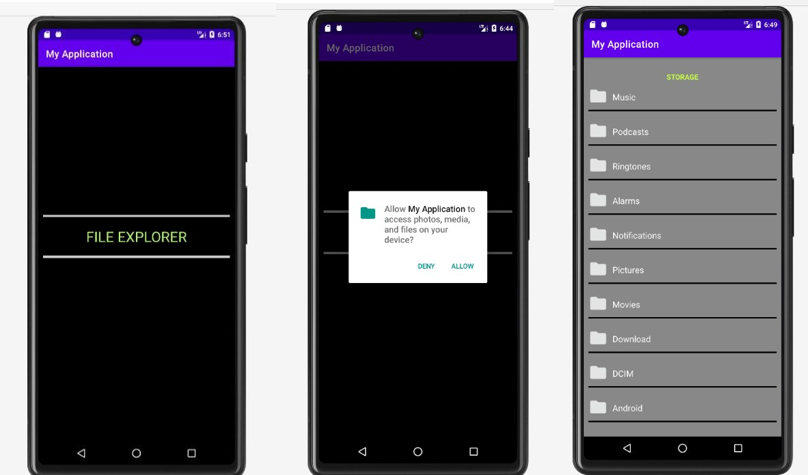 6:51
My Application
FILE EXPLORER
6:44
My Application
Allow My Application to
access photos, media,
and files on your
device?
DENY ALLOW
6:49
My Application
STORAGE
Music
Podcasts
Ringtones
Alarms
Notifications
Pictures
Movies
Download
DCIM
Android